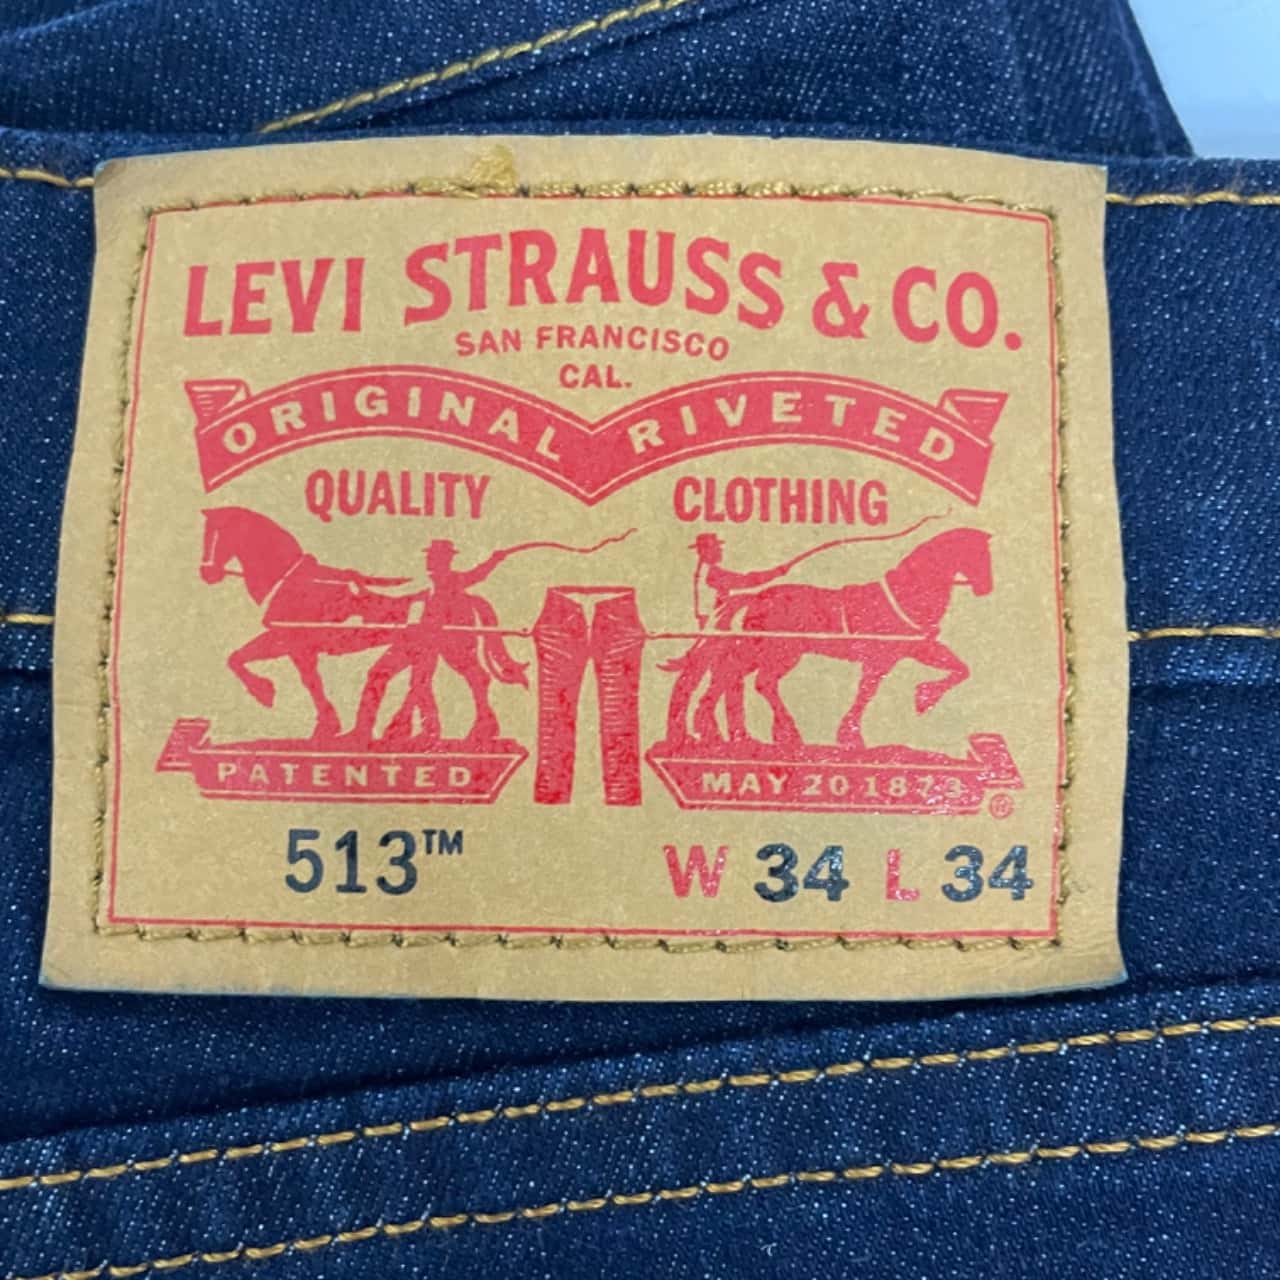 LEVI STRAUSS & CO.
SAN FRANCISCO
CAL.
ORIGINAL RIVETED
QUALITY CLOTHING
PATENTED MAY 20 1873 ®
513™ W 34 L 34